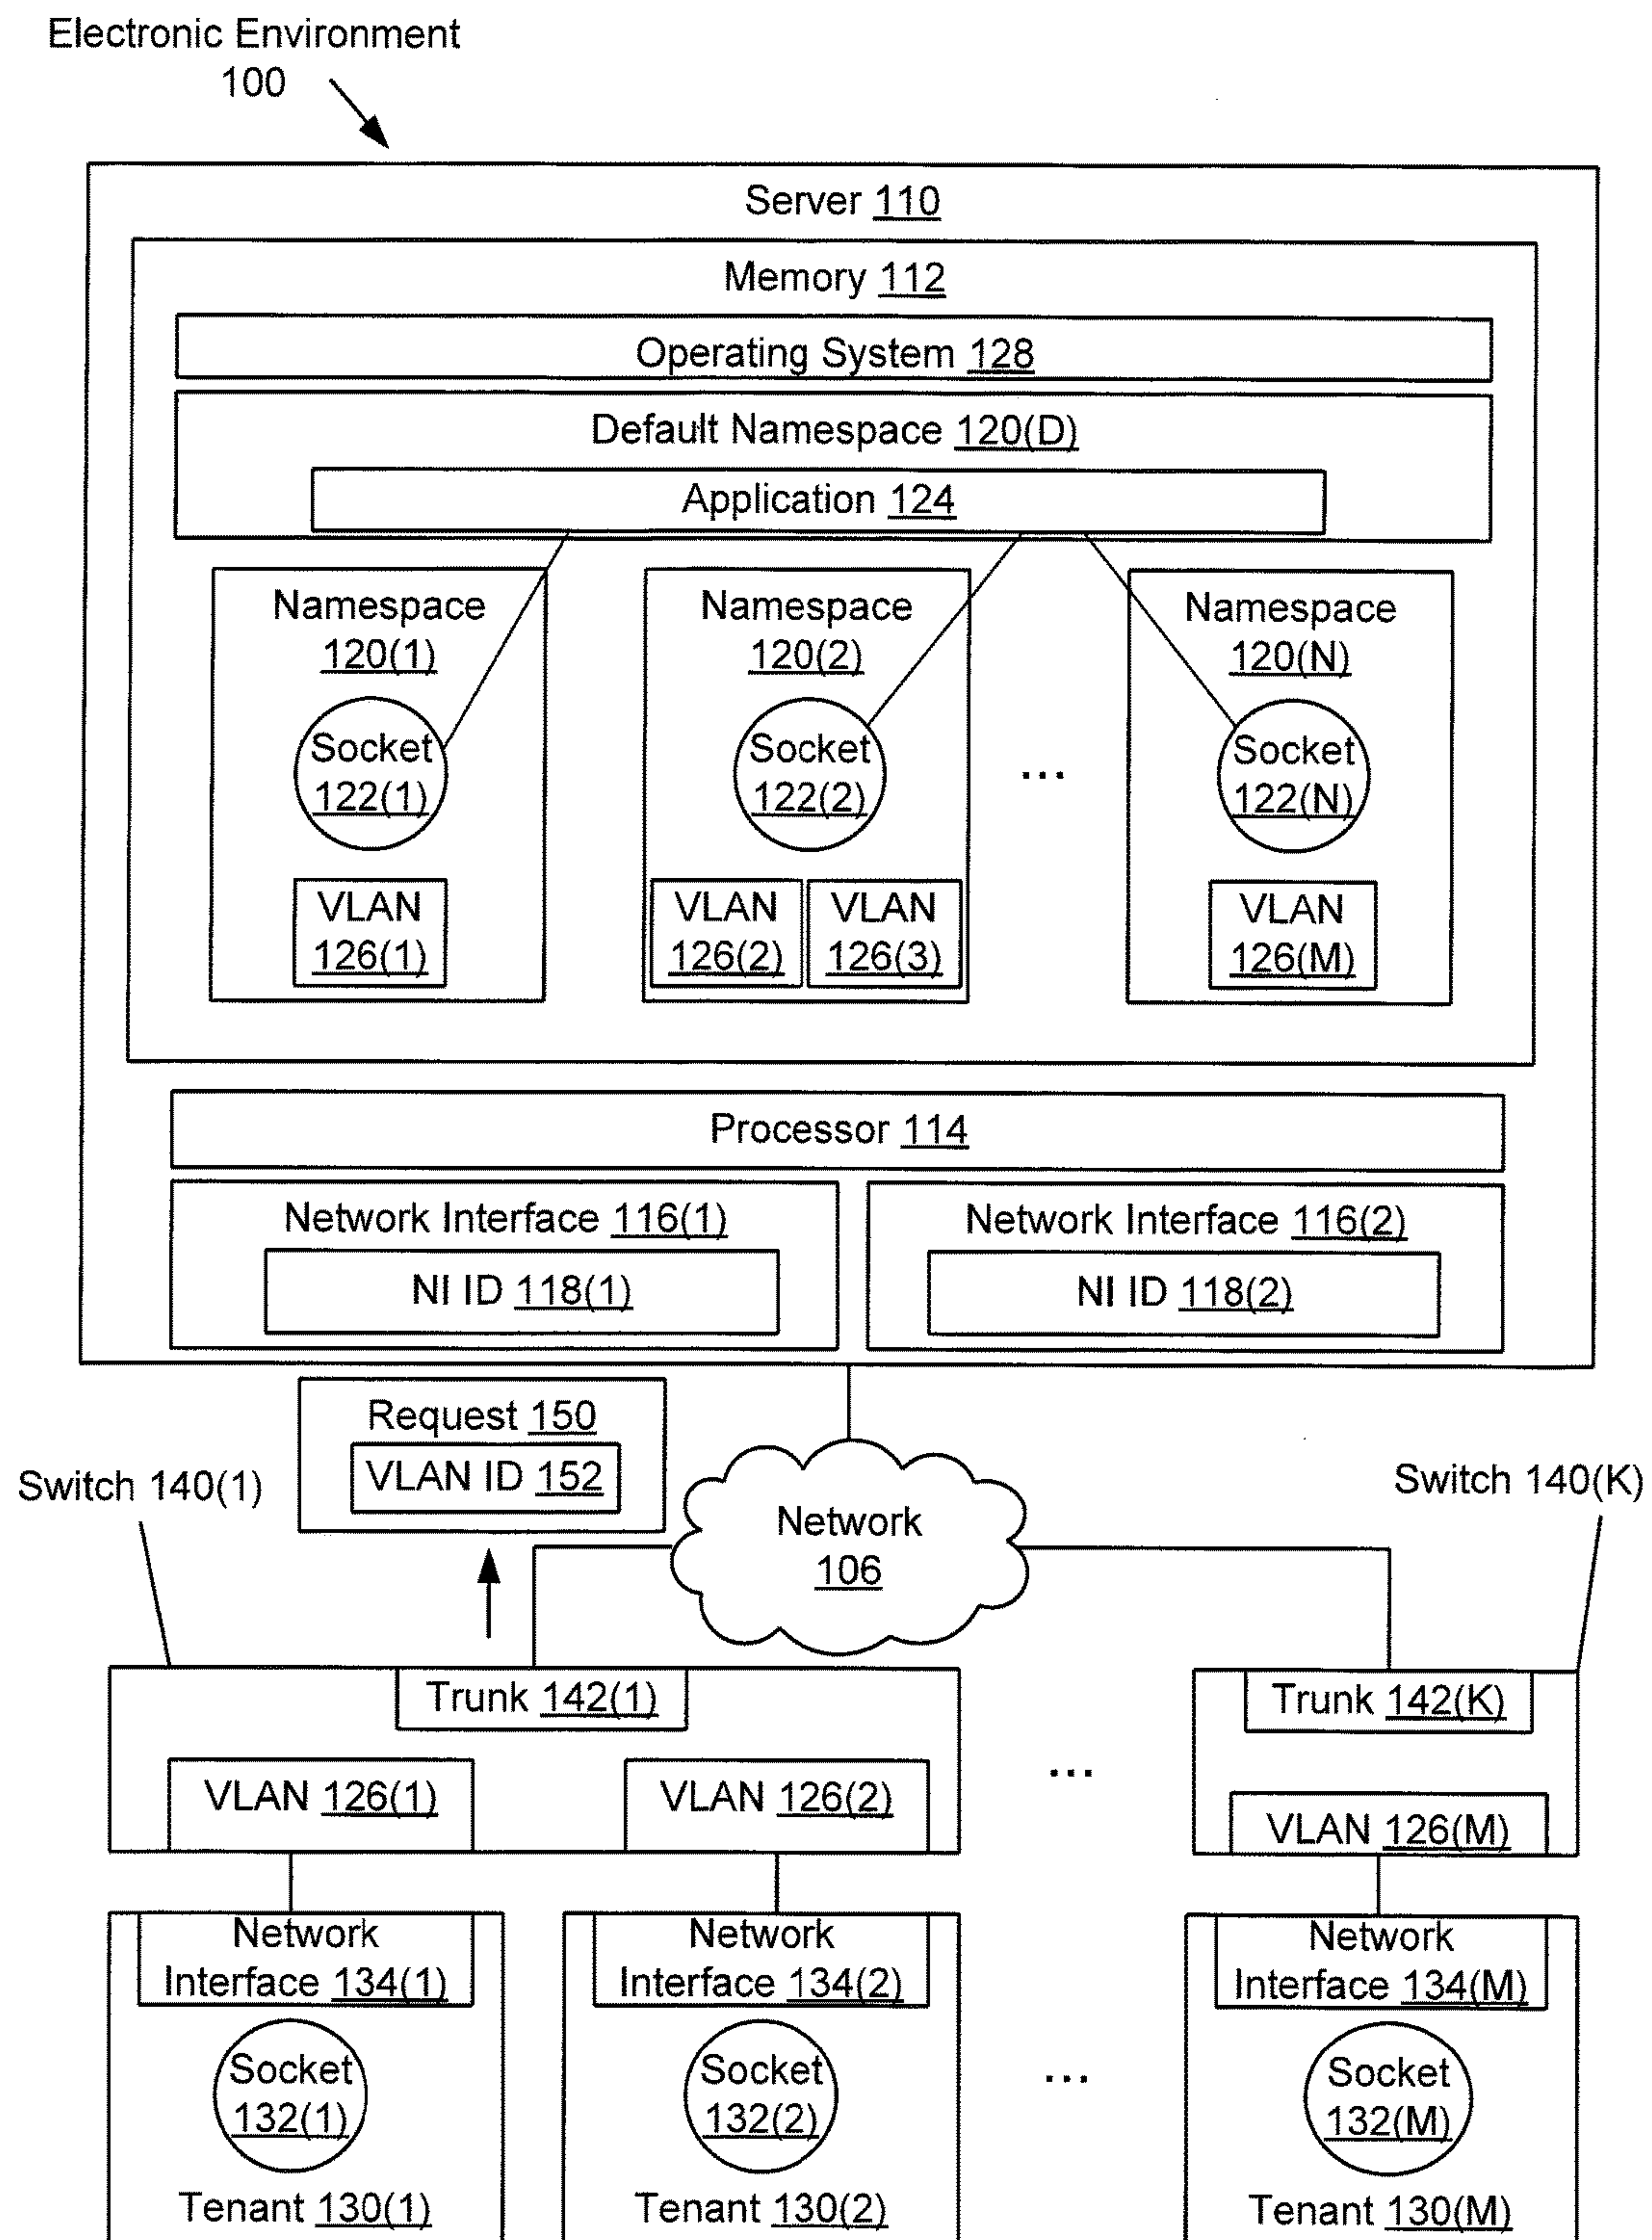 Electronic Environment
100
Server 110
Memory 112
Operating System 128
Default Namespace 120(D)
Application 124
Namespace
120(1)
Socket
122(1)
VLAN
126(1)
Namespace
120(2)
Socket
122(2)
VLAN
126(2)
VLAN
126(3)
...
Namespace
120(N)
Socket
122(N)
VLAN
126(M)
Processor 114
Network Interface 116(1)
NI ID 118(1)
Network Interface 116(2)
NI ID 118(2)
Request 150
VLAN ID 152
Switch 140(1)
Network
106
Switch 140(K)
Trunk 142(1)
VLAN 126(1)
VLAN 126(2)
...
Trunk 142(K)
VLAN 126(M)
Network
Interface 134(1)
Socket
132(1)
Tenant 130(1)
Network
Interface 134(2)
Socket
132(2)
Tenant 130(2)
...
Network
Interface 134(M)
Socket
132(M)
Tenant 130(M)